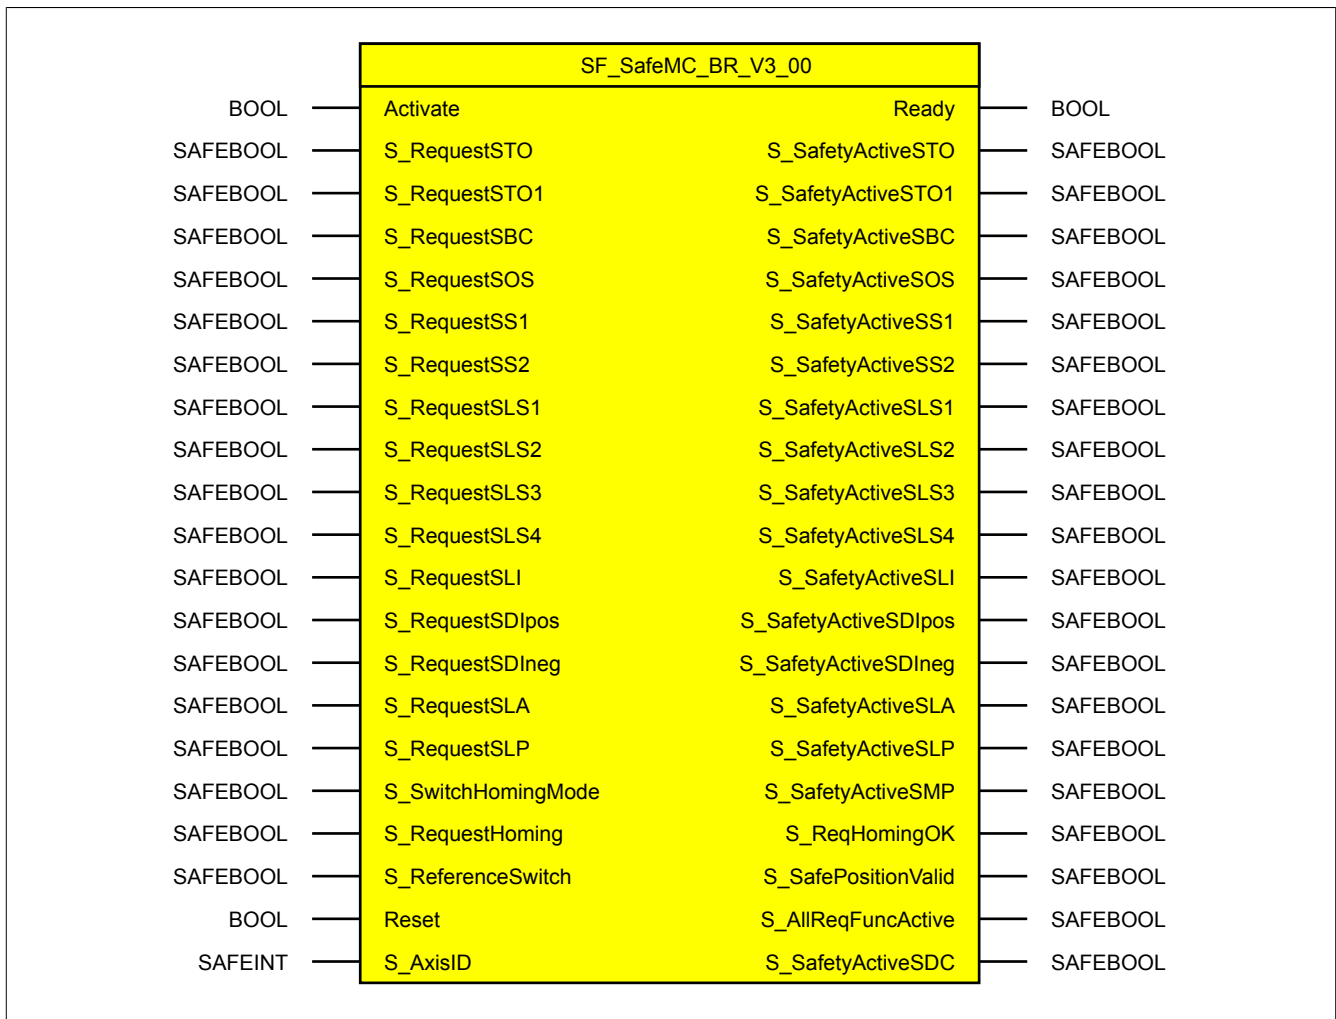 SF_SafeMC_BR_V3_00
BOOL Activate Ready BOOL
SAFEBOOL S_RequestSTO S_SafetyActiveSTO SAFEBOOL
SAFEBOOL S_RequestSTO1 S_SafetyActiveSTO1 SAFEBOOL
SAFEBOOL S_RequestSBC S_SafetyActiveSBC SAFEBOOL
SAFEBOOL S_RequestSOS S_SafetyActiveSOS SAFEBOOL
SAFEBOOL S_RequestSS1 S_SafetyActiveSS1 SAFEBOOL
SAFEBOOL S_RequestSS2 S_SafetyActiveSS2 SAFEBOOL
SAFEBOOL S_RequestSLS1 S_SafetyActiveSLS1 SAFEBOOL
SAFEBOOL S_RequestSLS2 S_SafetyActiveSLS2 SAFEBOOL
SAFEBOOL S_RequestSLS3 S_SafetyActiveSLS3 SAFEBOOL
SAFEBOOL S_RequestSLS4 S_SafetyActiveSLS4 SAFEBOOL
SAFEBOOL S_RequestSLI S_SafetyActiveSLI SAFEBOOL
SAFEBOOL S_RequestSDIpos S_SafetyActiveSDIpos SAFEBOOL
SAFEBOOL S_RequestSDIneg S_SafetyActiveSDIneg SAFEBOOL
SAFEBOOL S_RequestSLA S_SafetyActiveSLA SAFEBOOL
SAFEBOOL S_RequestSLP S_SafetyActiveSLP SAFEBOOL
SAFEBOOL S_SwitchHomingMode S_SafetyActiveSMP SAFEBOOL
SAFEBOOL S_RequestHoming S_ReqHomingOK SAFEBOOL
SAFEBOOL S_ReferenceSwitch S_SafePositionValid SAFEBOOL
BOOL Reset S_AllReqFuncActive SAFEBOOL
SAFEINT S_AxisID S_SafetyActiveSDC SAFEBOOL